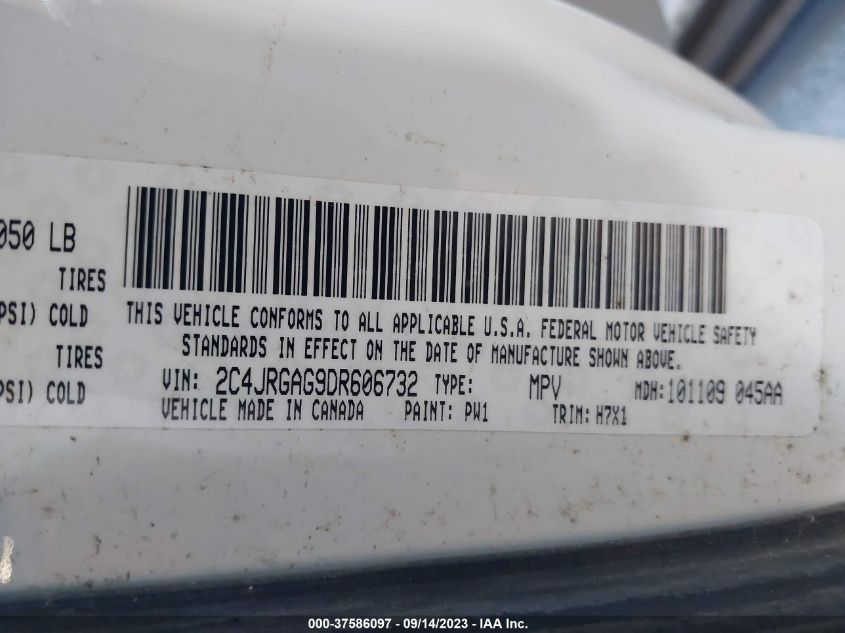 050 LB
TIRES
PSI) COLD
TIRES
PSI) COLD
THIS VEHICLE CONFORMS TO ALL APPLICABLE U.S.A. FEDERAL MOTOR VEHICLE SAFETY
STANDARDS IN EFFECT ON THE DATE OF MANUFACTURE SHOWN ABOVE.
VIN: 2C4JRGAG9DR606732 TYPE: MPV MDH:101109 045AA
VEHICLE MADE IN CANADA PAINT: PW1 TRIM: H7X1
000-37586097 - 09/14/2023 - IAA Inc.